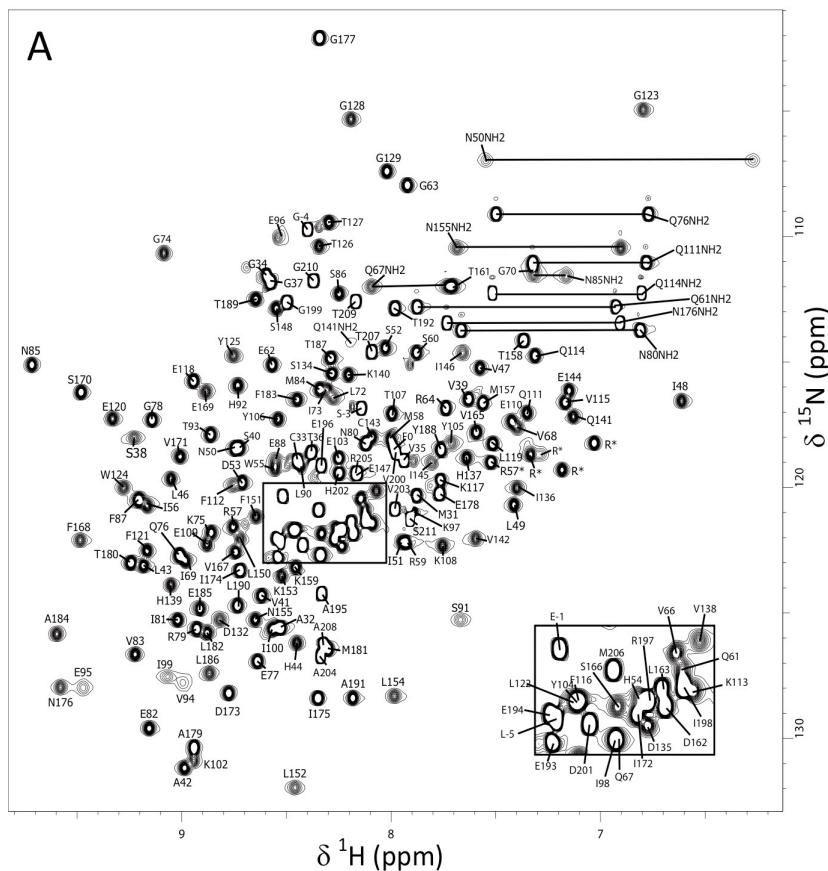 A
G177
G128
G123
N50NH2
G129
G63
Q76NH2
E96
G-4
T127
N155NH2
G74
T126
Q111NH2
G34
G37
G210
S86
Q67NH2
T161
G70
N85NH2
Q114NH2
Q61NH2
T189
S148
G199
T209
T192
N176NH2
Q141NH2
T207
S52
S60
N80NH2
N85
Y125
E62
T187
S134
K140
I146
T158
Q114
V47
E118
S170
E169
H92
M84
F183
I73
L72
T107
R64
V39
M157
E144
V115
I48
E120
G78
Y106
S-3
E110
Q111
Q141
T93
S40
E196
M58
V165
V68
S38
V171
N50
E88
C33
T36
E103
N80
C143
E0
V35
Y188
Y105
L119
R*
R*
W124
D53
W55
R205
E147
I145
H137
R57*
R*
R*
L46
F112
L90
H202
V200
K117
I136
F87
I56
R57
F151
V203
M31
E178
L49
K97
S211
Q76
K75
F168
F121
E109
V167
L150
I51
R59
K108
V142
T180
L43
I69
I174
K159
K153
H139
E185
L190
V41
A195
S91
A184
I81
N155
A32
A208
R79
L182
D132
I100
H44
M181
V83
L186
E77
A204
E95
I99
V94
N176
D173
I175
A191
L154
E82
A179
K102
A42
L152
E-1
V66
V138
M206
R197
S166
L163
Q61
Y104
F116
H54
L122
K113
E194
I198
L-5
D162
D135
I172
E193
D201
I98
Q67
110
120
130
δ 15N (ppm)
9
8
7
δ 1H (ppm)